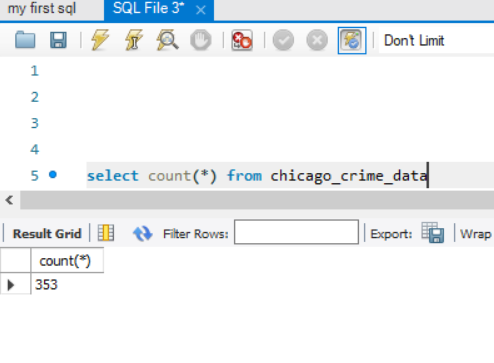 my first sql
SQL File 3*
Don't Limit
1
2
3
4
5 select count(*) from chicago_crime_data
Result Grid
Filter Rows:
Export:
Wrap
count(*)
353